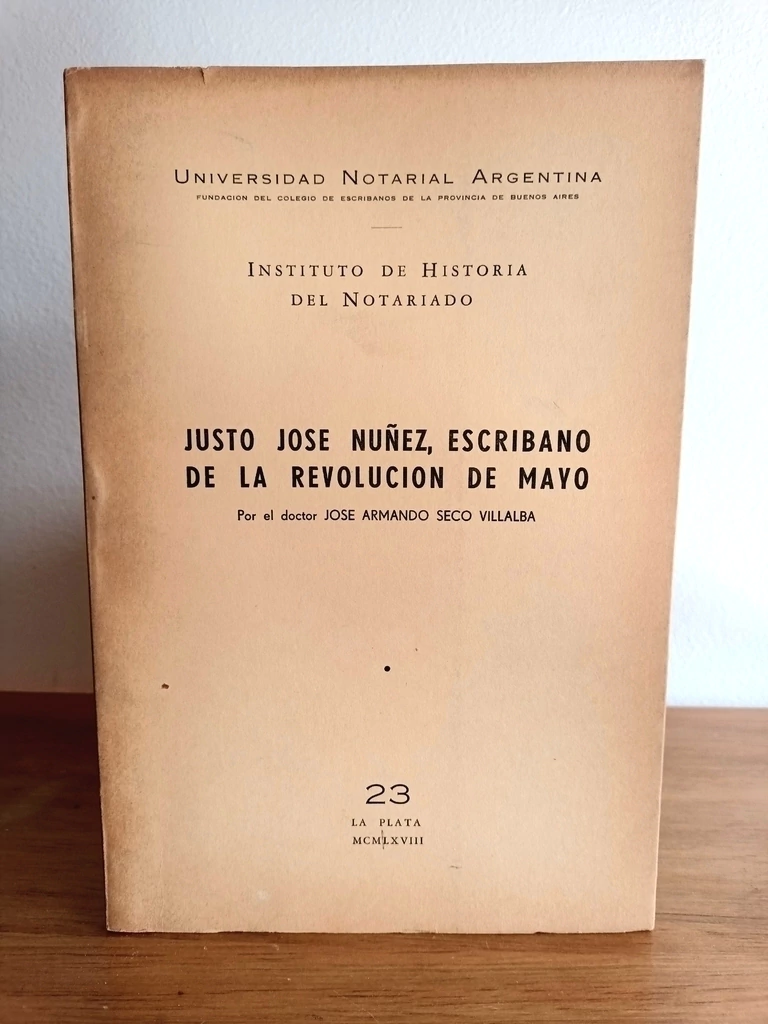 UNIVERSIDAD NOTARIAL ARGENTINA
FUNDACION DEL COLEGIO DE ESCRIBANOS DE LA PROVINCIA DE BUENOS AIRES
INSTITUTO DE HISTORIA
DEL NOTARIADO
JUSTO JOSE NUÑEZ, ESCRIBANO
DE LA REVOLUCION DE MAYO
Por el doctor JOSE ARMANDO SECO VILLALBA
23
LA PLATA
MCMLXVIII